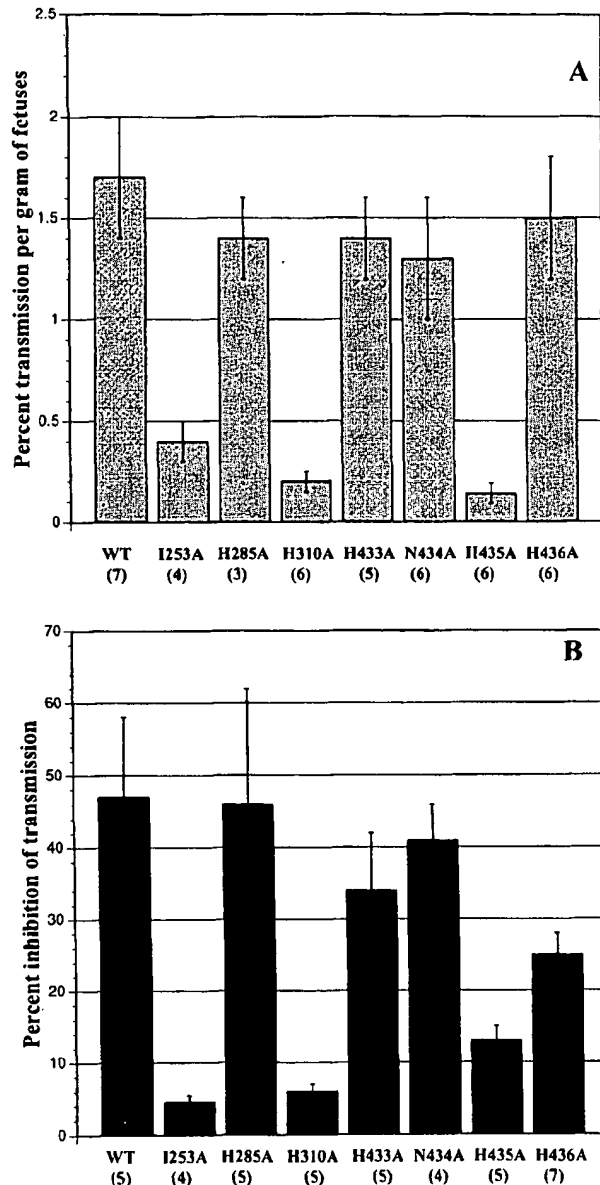 2.5
A
2
1.5
1
0.5
0
Percent transmission per gram of fetuses
WT I253A H285A H310A H433A N434A II435A H436A
(7) (4) (3) (6) (5) (6) (6) (6)
70
B
60
50
40
30
20
10
0
Percent inhibition of transmission
WT I253A H285A H310A H433A N434A H435A H436A
(5) (4) (5) (5) (5) (4) (5) (7)